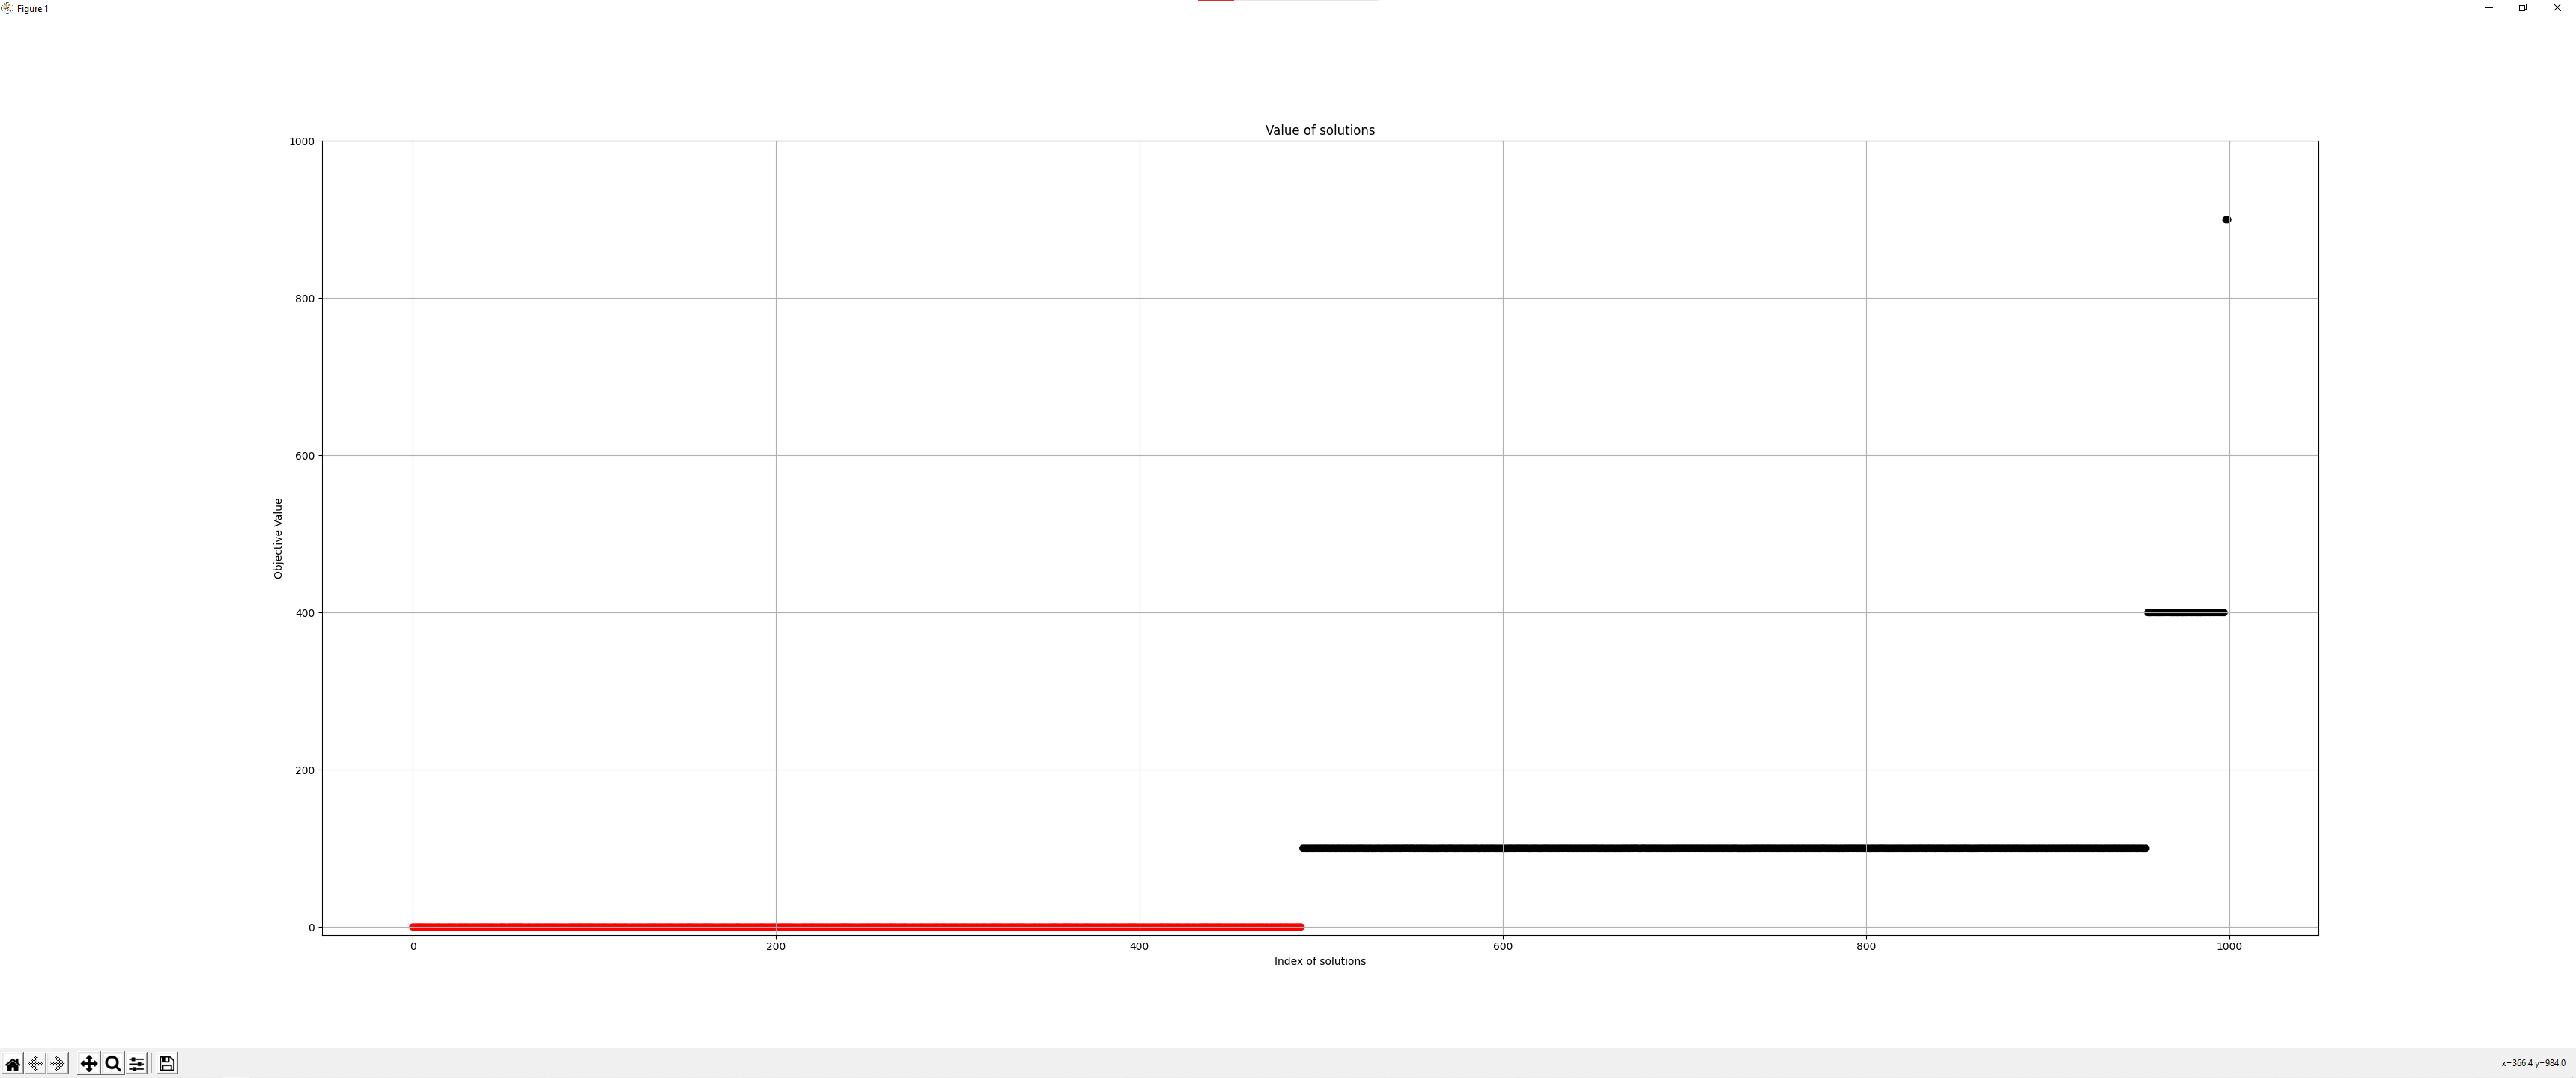 Figure 1
Value of solutions
1000
800
600
400
200
0
Objective Value
0 200 400 600 800 1000
Index of solutions
x=366.4 y=984.0